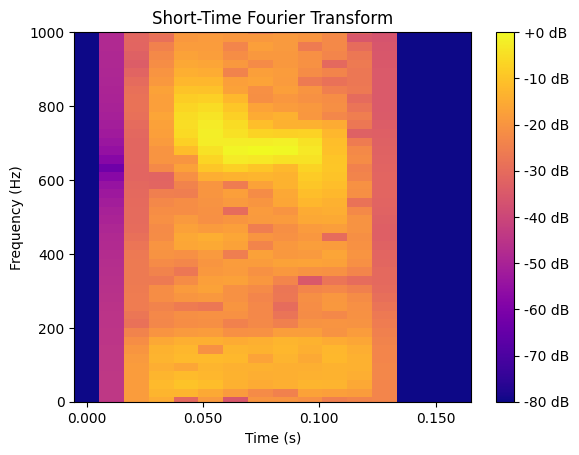 Short-Time Fourier Transform
1000
800
600
400
200
0
Frequency (Hz)
0.000
0.050
0.100
0.150
Time (s)
+0 dB
-10 dB
-20 dB
-30 dB
-40 dB
-50 dB
-60 dB
-70 dB
-80 dB